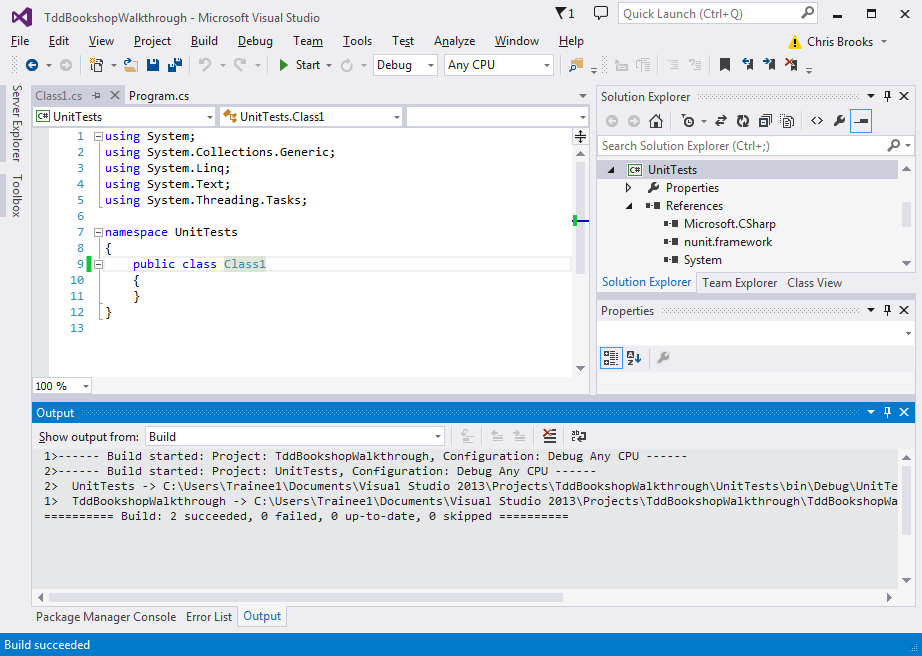 TddBookshopWalkthrough - Microsoft Visual Studio
1
Quick Launch (Ctrl+Q)
File Edit View Project Build Debug Team Tools Test Analyze Window Help
Chris Brooks
Start Debug Any CPU
Server Explorer
Toolbox
Class1.cs Program.cs
C# UnitTests UnitTests.Class1
1 using System;
2 using System.Collections.Generic;
3 using System.Linq;
4 using System.Text;
5 using System.Threading.Tasks;
6
7 namespace UnitTests
8 {
9 public class Class1
10 {
11 }
12 }
13
100 %
Solution Explorer
Search Solution Explorer (Ctrl+;)
C# UnitTests
Properties
References
Microsoft.CSharp
nunit.framework
System
Solution Explorer Team Explorer Class View
Properties
Output
Show output from: Build
1>------ Build started: Project: TddBookshopWalkthrough, Configuration: Debug Any CPU ------
2>------ Build started: Project: UnitTests, Configuration: Debug Any CPU ------
2> UnitTests -> C:\Users\Trainee1\Documents\Visual Studio 2013\Projects\TddBookshopWalkthrough\UnitTests\bin\Debug\UnitTe
1> TddBookshopWalkthrough -> C:\Users\Trainee1\Documents\Visual Studio 2013\Projects\TddBookshopWalkthrough\TddBookshopWa
========== Build: 2 succeeded, 0 failed, 0 up-to-date, 0 skipped ==========
Package Manager Console Error List Output
Build succeeded